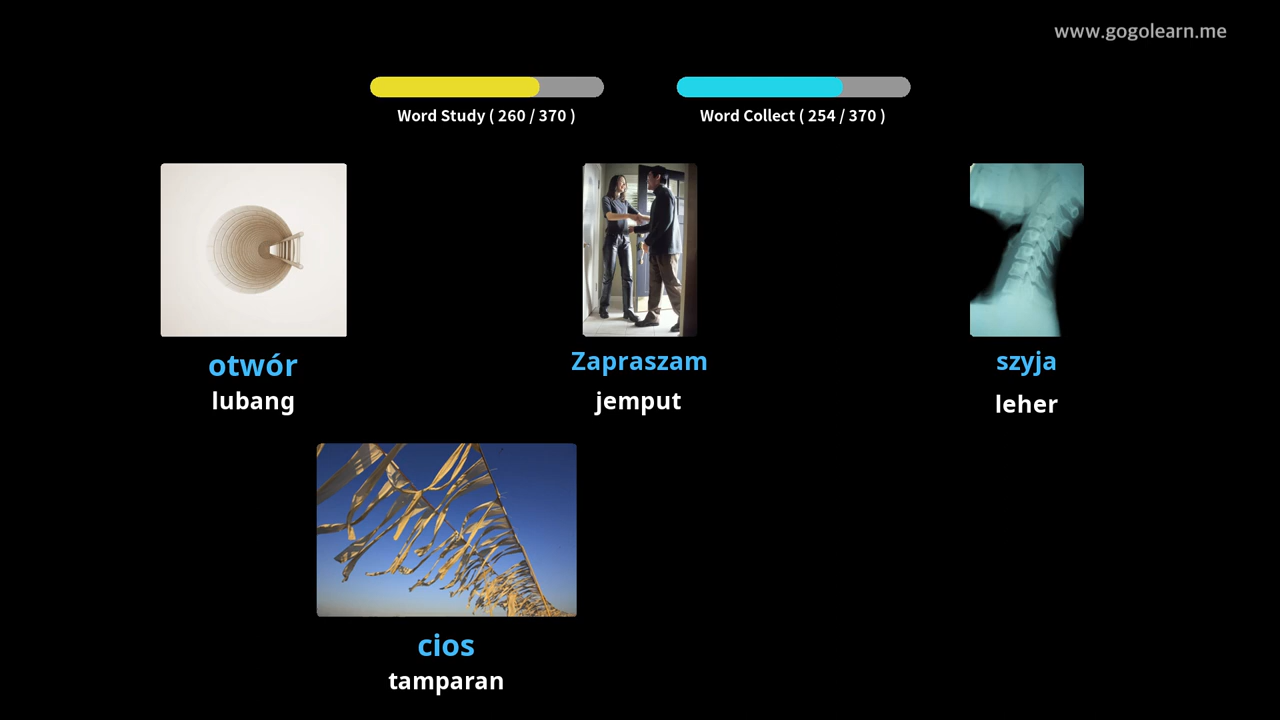 www.gogolearn.me
Word Study ( 260 / 370 )
Word Collect ( 254 / 370 )
otwór
lubang
Zapraszam
jemput
szyja
leher
cios
tamparan